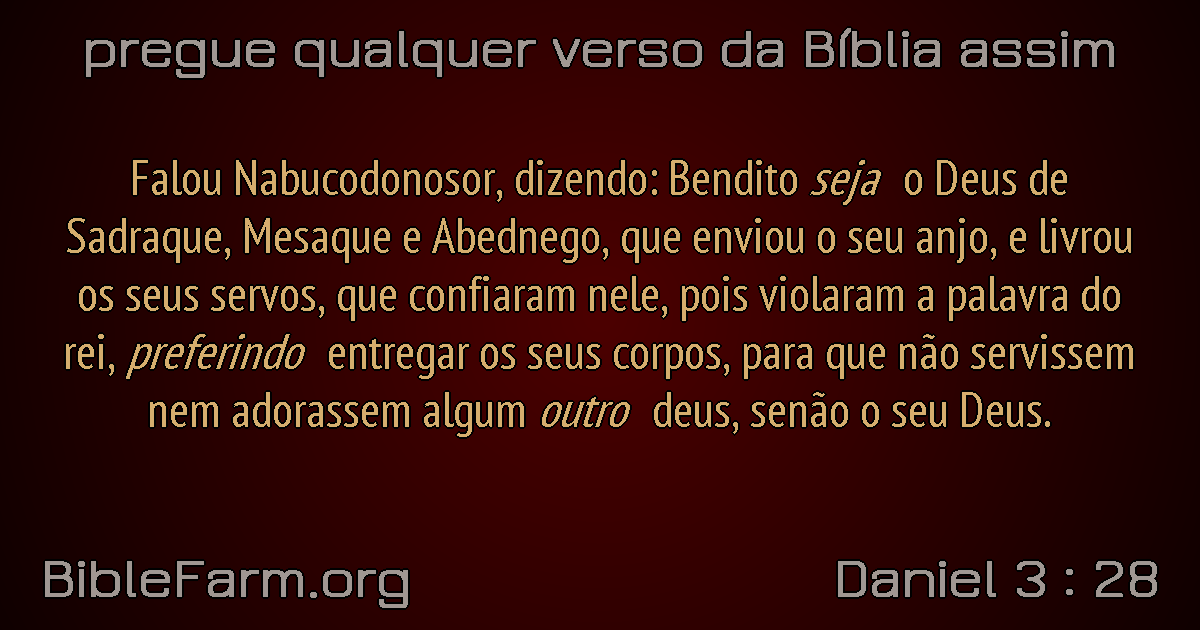 pregue qualquer verso da Bíblia assim
Falou Nabucodonosor, dizendo: Bendito seja o Deus de
Sadraque, Mesaque e Abednego, que enviou o seu anjo, e livrou
os seus servos, que confiaram nele, pois violaram a palavra do
rei, preferindo entregar os seus corpos, para que não servissem
nem adorassem algum outro deus, senão o seu Deus.
BibleFarm.org
Daniel 3 : 28